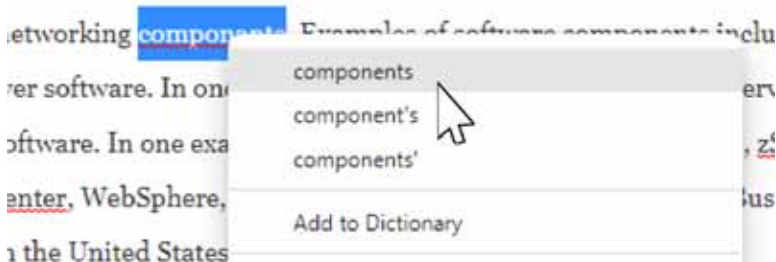 etworking components. Examples of software components inclu
components
ver software. In one
component's
oftware. In one exa
components'
enter, WebSphere,
Add to Dictionary
n the United States